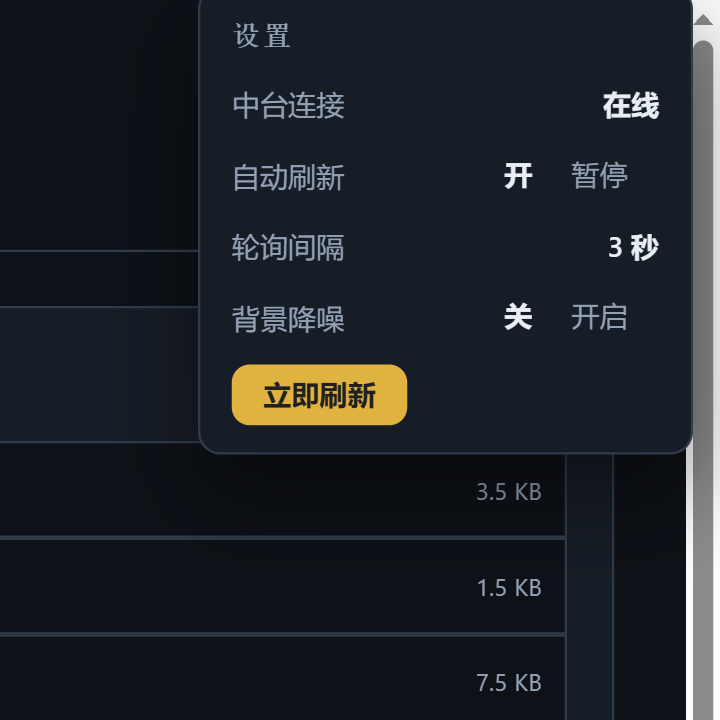 设置
中台连接 在线
自动刷新 开 暂停
轮询间隔 3 秒
背景降噪 关 开启
立即刷新
3.5 KB
1.5 KB
7.5 KB